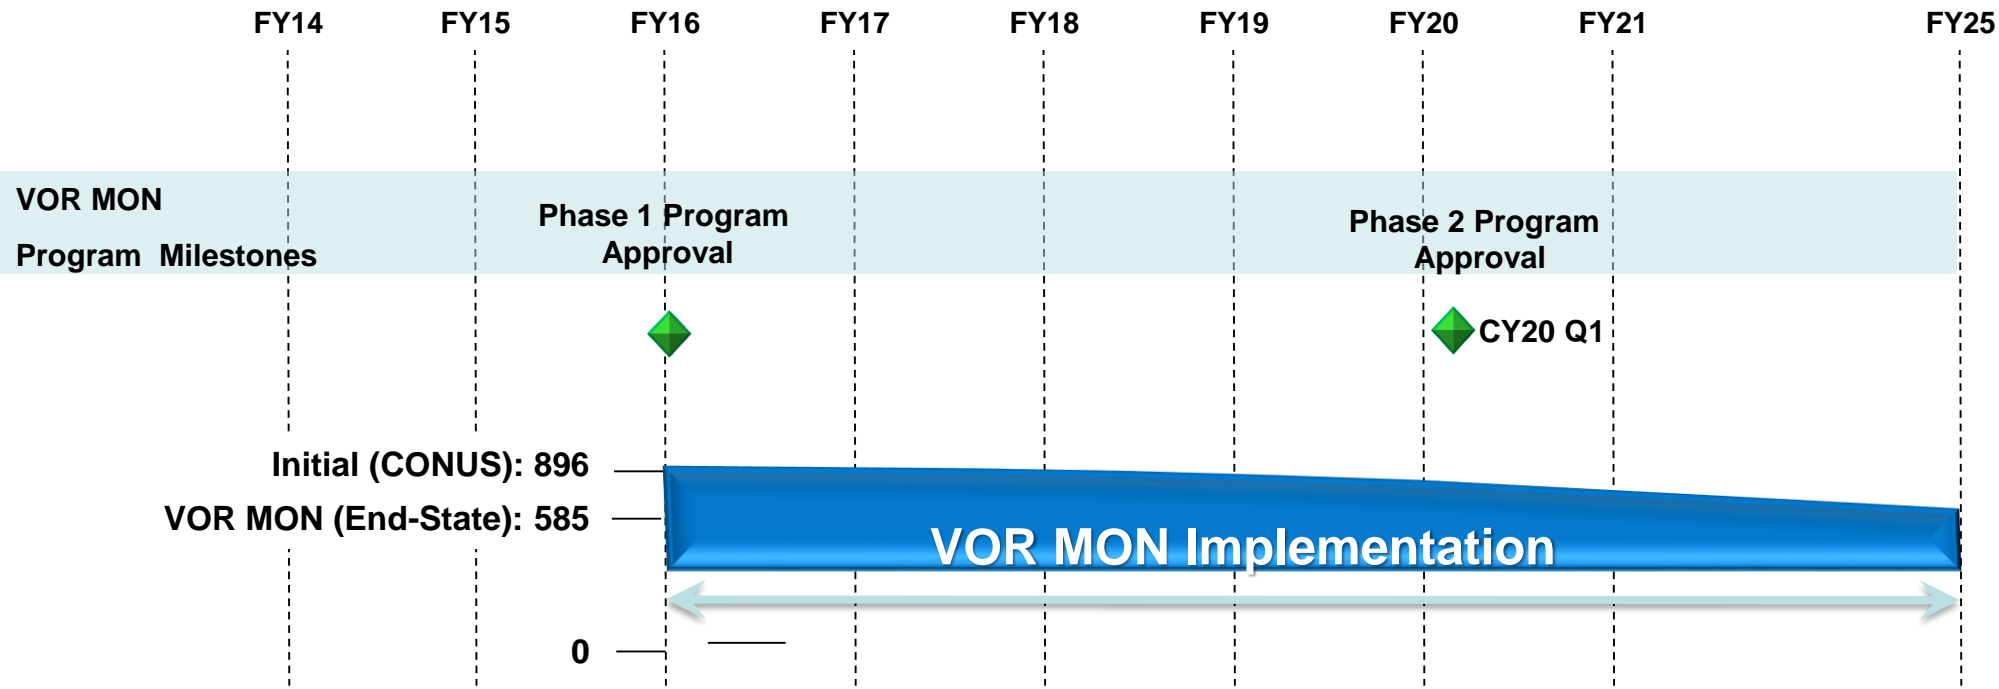 FY14 FY15 FY16 FY17 FY18 FY19 FY20 FY21 FY25
VOR MON
Program Milestones
Phase 1 Program
Approval
Phase 2 Program
Approval
CY20 Q1
Initial (CONUS): 896
VOR MON (End-State): 585
VOR MON Implementation
0